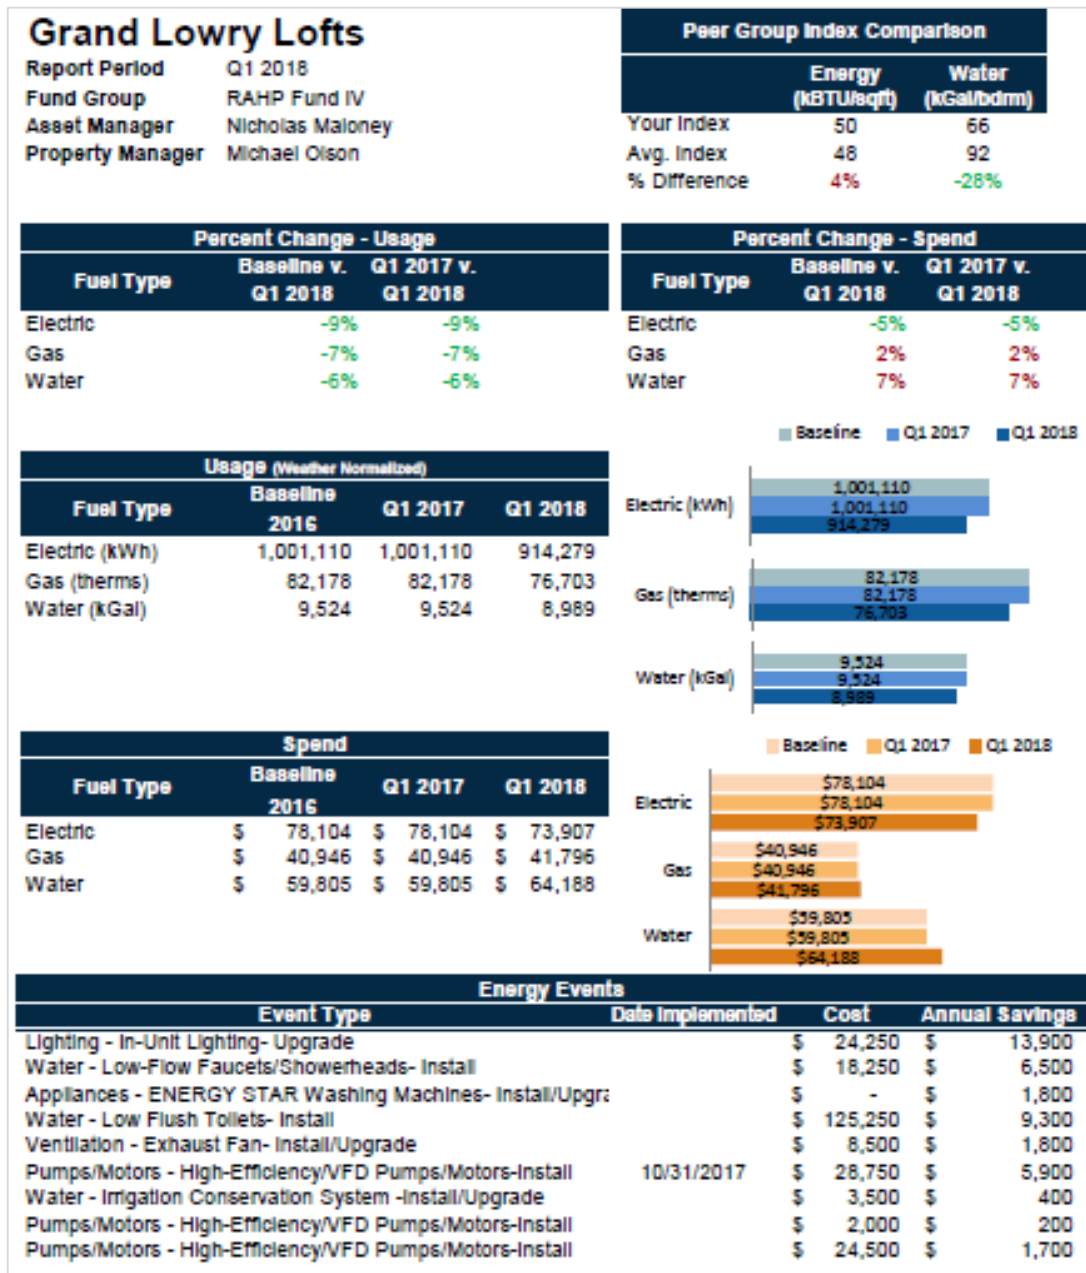 Grand Lowry Lofts
Report Period Q1 2018
Fund Group RAHP Fund IV
Asset Manager Nicholas Maloney
Property Manager Michael Olson
Peer Group Index Comparison
Energy Water
(kBTU/sqft) (kGal/bdrm)
Your Index 50 66
Avg. Index 48 92
% Difference 4% -28%
Percent Change - Usage
Fuel Type Baseline v. Q1 2018 Q1 2017 v. Q1 2018
Electric -9% -9%
Gas -7% -7%
Water -6% -6%
Percent Change - Spend
Fuel Type Baseline v. Q1 2018 Q1 2017 v. Q1 2018
Electric -5% -5%
Gas 2% 2%
Water 7% 7%
Usage (Weather Normalized)
Fuel Type Baseline 2016 Q1 2017 Q1 2018
Electric (kWh) 1,001,110 1,001,110 914,279
Gas (therms) 82,178 82,178 76,703
Water (kGal) 9,524 9,524 8,989
Baseline Q1 2017 Q1 2018
Electric (kWh)
1,001,110
1,001,110
914,279
Gas (therms)
82,178
82,178
76,703
Water (kGal)
9,524
9,524
8,989
Spend
Fuel Type Baseline 2016 Q1 2017 Q1 2018
Electric $ 78,104 $ 78,104 $ 73,907
Gas $ 40,946 $ 40,946 $ 41,796
Water $ 59,805 $ 59,805 $ 64,188
Baseline Q1 2017 Q1 2018
Electric
$78,104
$78,104
$73,907
Gas
$40,946
$40,946
$41,796
Water
$59,805
$59,805
$64,188
Energy Events
Event Type Date Implemented Cost Annual Savings
Lighting - In-Unit Lighting- Upgrade $ 24,250 $ 13,900
Water - Low-Flow Faucets/Showerheads- Install $ 18,250 $ 6,500
Appliances - ENERGY STAR Washing Machines- Install/Upgra $ - $ 1,800
Water - Low Flush Toilets- Install $ 125,250 $ 9,300
Ventilation - Exhaust Fan- Install/Upgrade $ 8,500 $ 1,800
Pumps/Motors - High-Efficiency/VFD Pumps/Motors-Install 10/31/2017 $ 28,750 $ 5,900
Water - Irrigation Conservation System -Install/Upgrade $ 3,500 $ 400
Pumps/Motors - High-Efficiency/VFD Pumps/Motors-Install $ 2,000 $ 200
Pumps/Motors - High-Efficiency/VFD Pumps/Motors-Install $ 24,500 $ 1,700